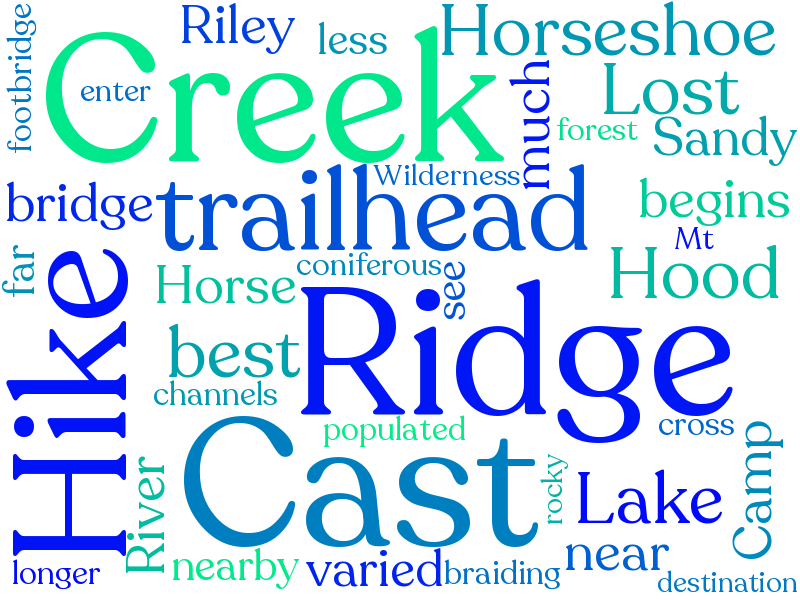 footbridge
Riley
less
Horseshoe
Creek
enter
much
Lost
forest
Sandy
Wilderness
bridge
trailhead
begins
Mt
far
Hike
coniferous
see
Horse
Hood
Ridge
best
channels
populated
cross
Cast
River
rocky
Lake
Camp
nearby
near
longer
varied
braiding
destination